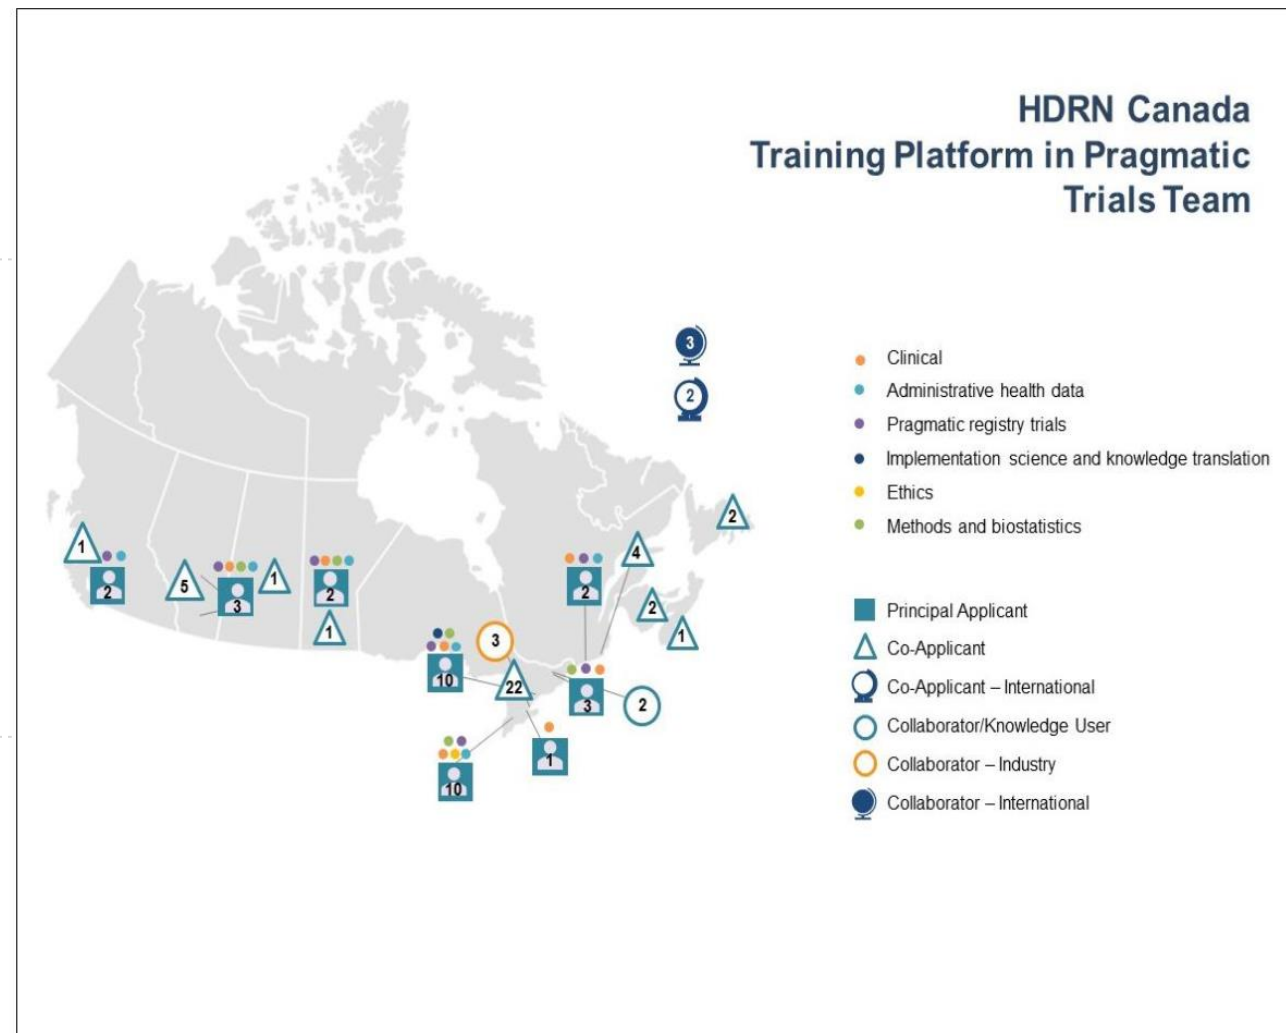 HDRN Canada
Training Platform in Pragmatic
Trials Team
3
2
Clinical
Administrative health data
Pragmatic registry trials
Implementation science and knowledge translation
Ethics
Methods and biostatistics
2
1
4
2
5
3
1
2
2
2
1
1
3
10
22
3
2
1
10
Principal Applicant
Co-Applicant
Co-Applicant – International
Collaborator/Knowledge User
Collaborator – Industry
Collaborator – International